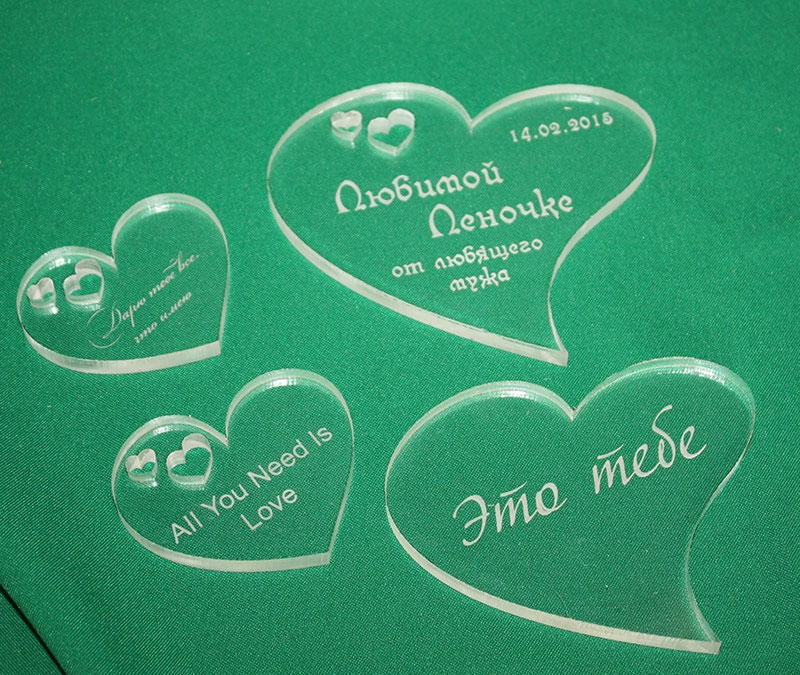 14.02.2015
Любимой
Леночке
от любящего
мужа
Дарю тебе все,
что имею
All You Need Is
Love
Это тебе